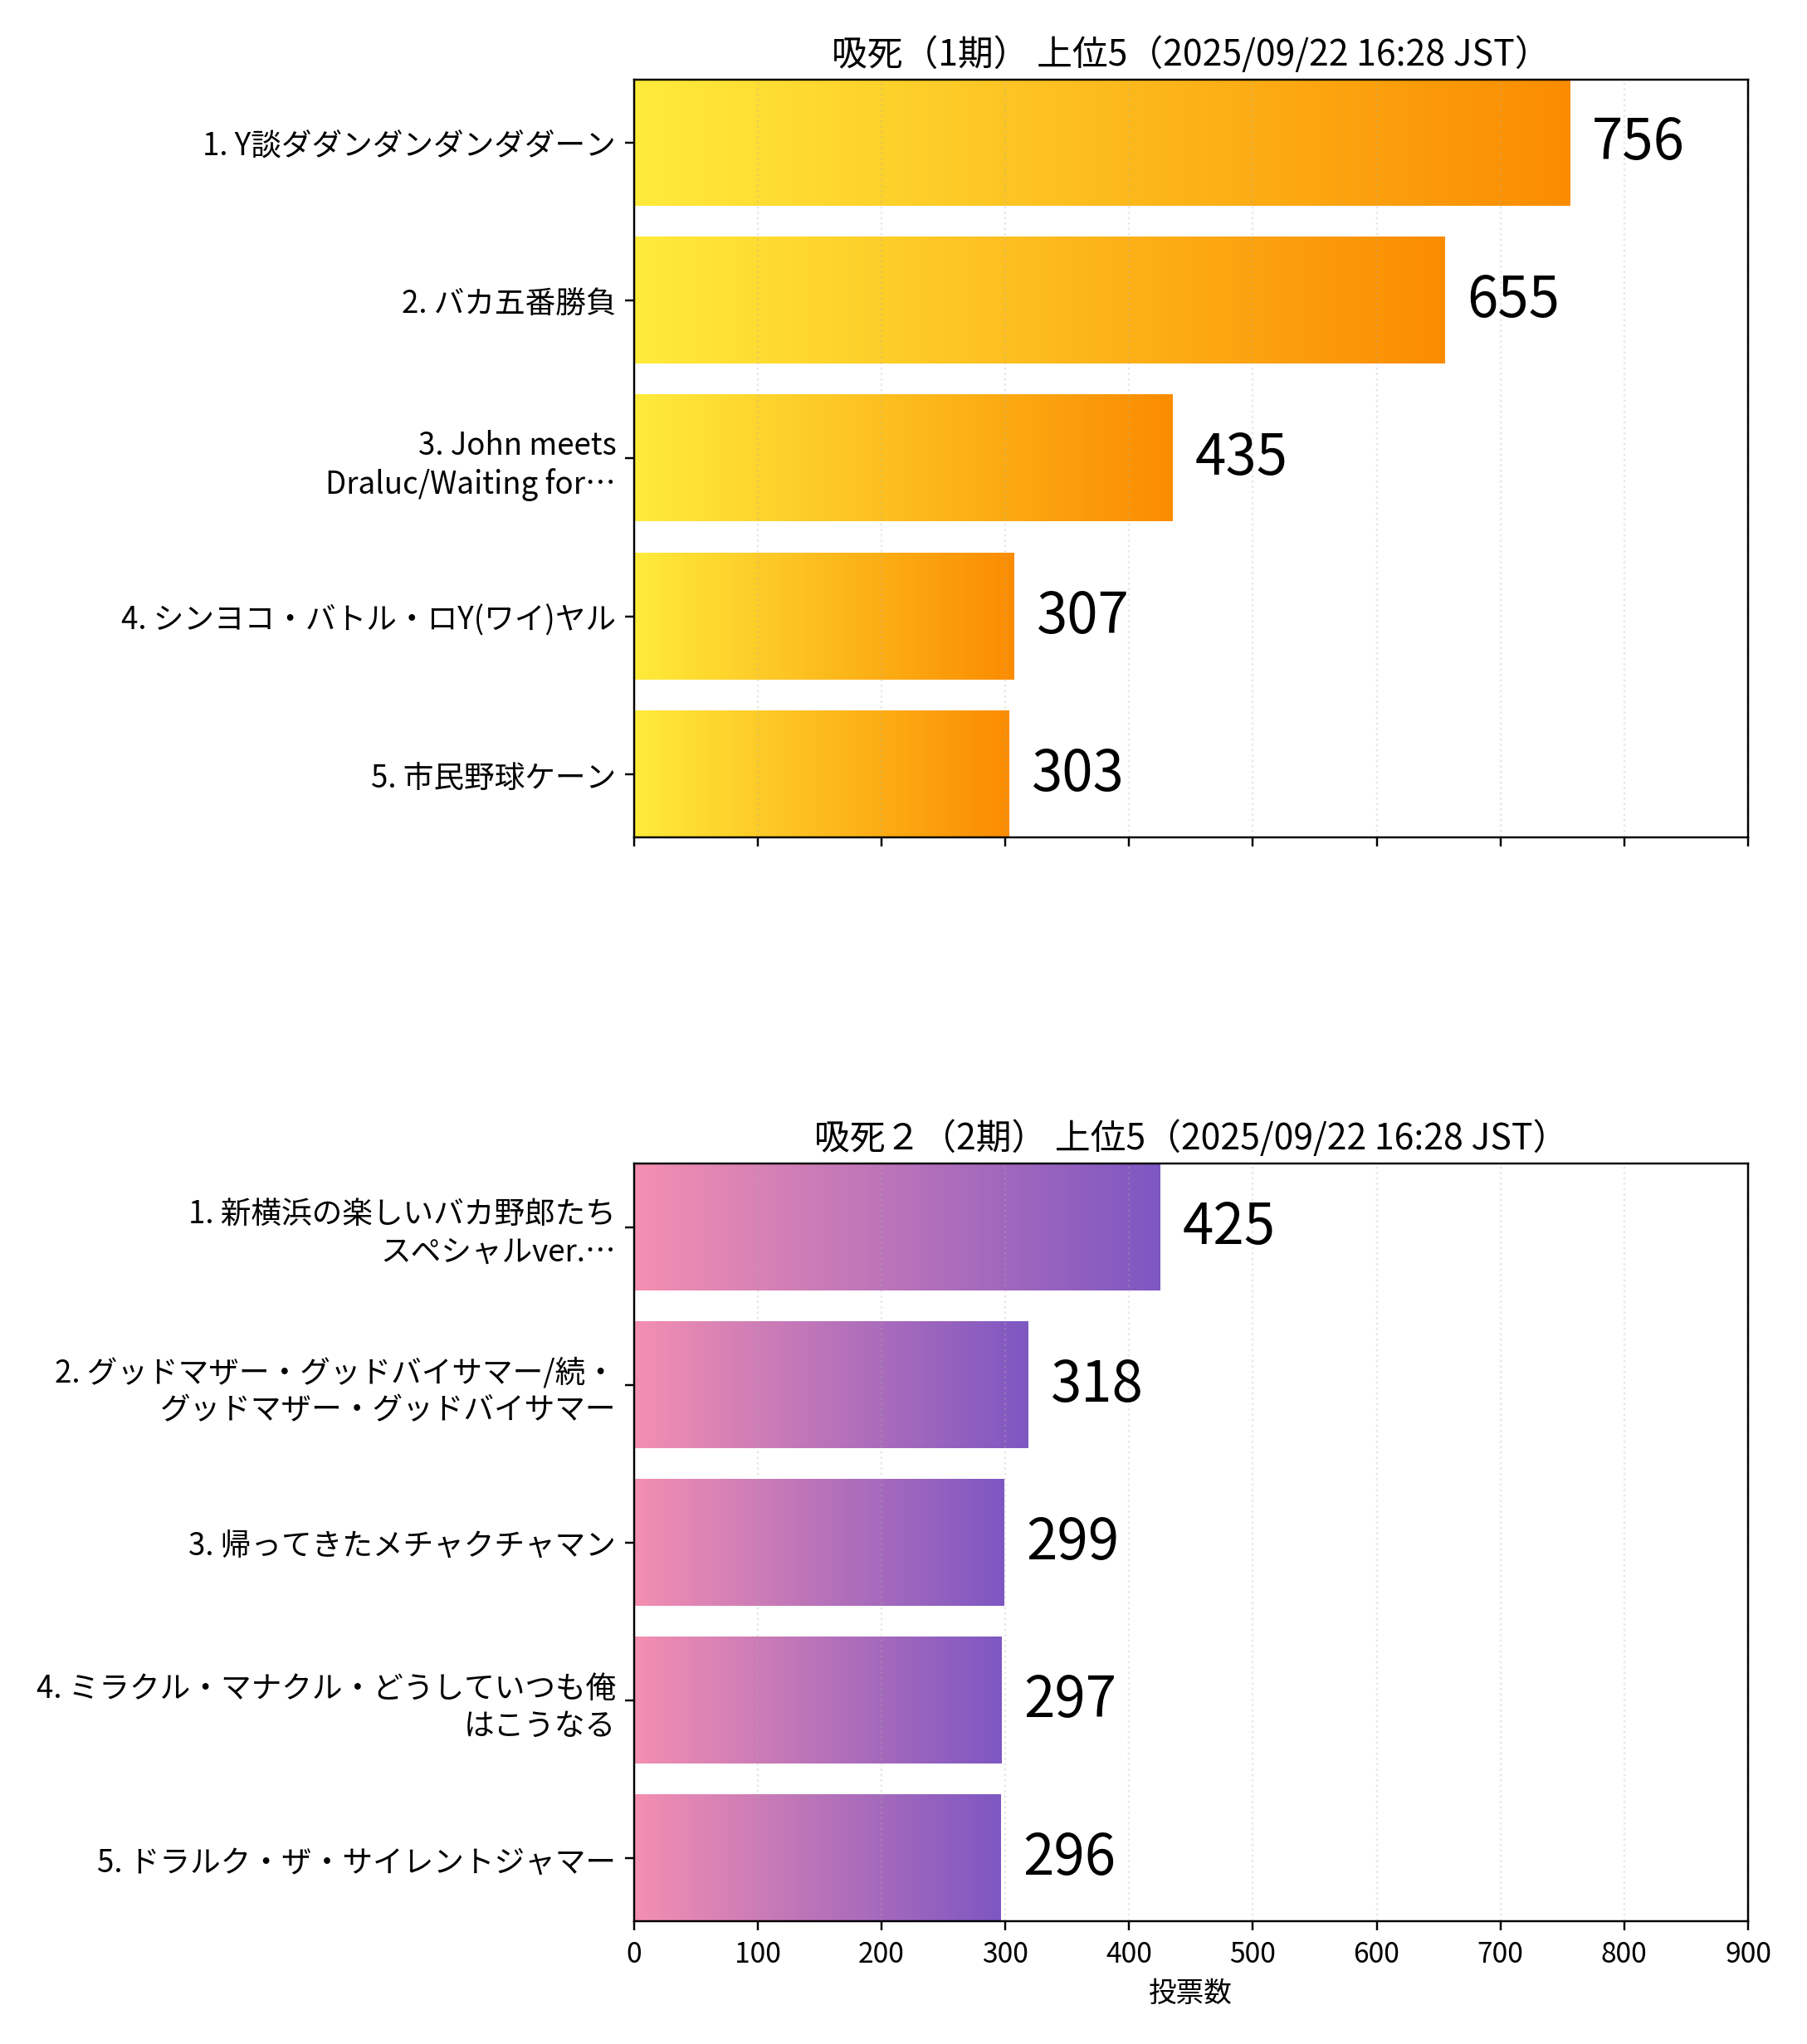 吸死（1期） 上位5（2025/09/22 16:28 JST）
1. Y談ダダンダンダンダダーン
756
2. バカ五番勝負
655
3. John meets
Draluc/Waiting for…
435
4. シンヨコ・バトル・ロY(ワイ)ヤル
307
5. 市民野球ケーン
303
吸死２（2期） 上位5（2025/09/22 16:28 JST）
1. 新横浜の楽しいバカ野郎たち
スペシャルver.…
425
2. グッドマザー・グッドバイサマー/続・
グッドマザー・グッドバイサマー
318
3. 帰ってきたメチャクチャマン
299
4. ミラクル・マナクル・どうしていつも俺
はこうなる
297
5. ドラルク・ザ・サイレントジャマー
296
0 100 200 300 400 500 600 700 800 900
投票数